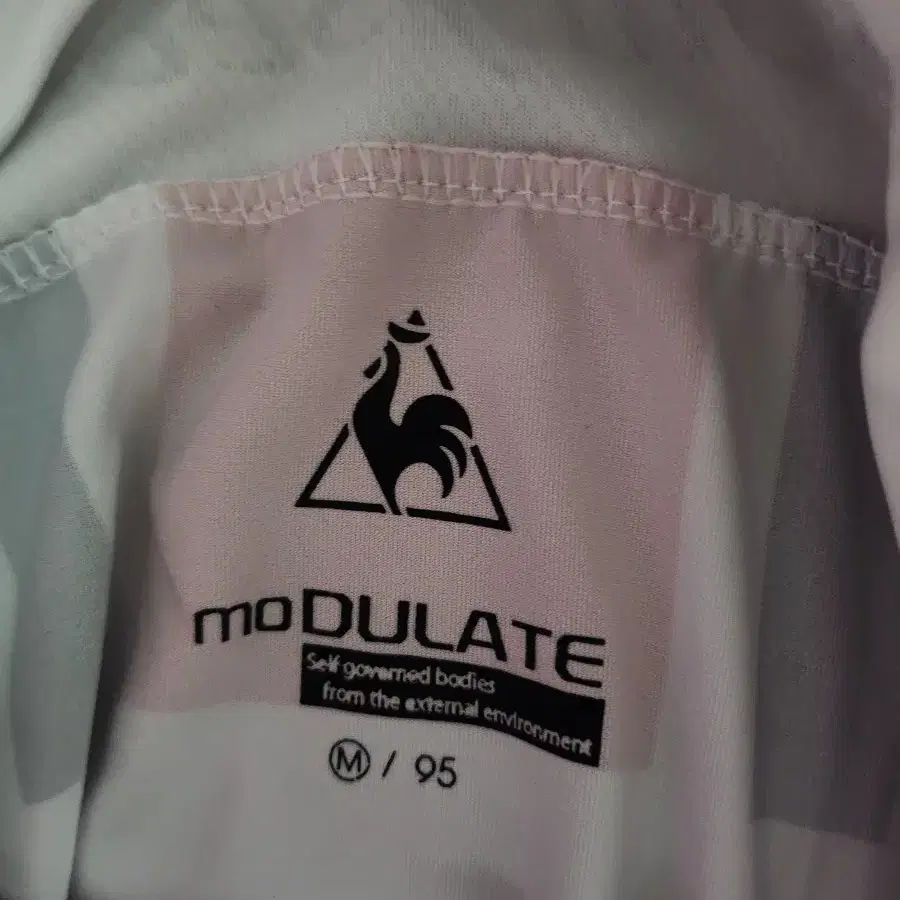 moDULATE
Self governed bodies
from the external environment
M / 95